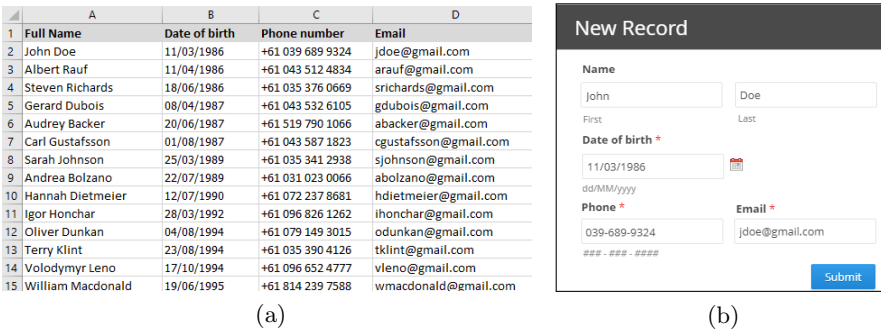 A B C D
1 Full Name Date of birth Phone number Email
2 John Doe 11/03/1986 +61 039 689 9324 jdoe@gmail.com
3 Albert Rauf 11/04/1986 +61 043 512 4834 arauf@gmail.com
4 Steven Richards 18/06/1986 +61 035 376 0669 srichards@gmail.com
5 Gerard Dubois 08/04/1987 +61 043 532 6105 gdubois@gmail.com
6 Audrey Backer 20/06/1987 +61 519 790 1066 abacker@gmail.com
7 Carl Gustafsson 01/08/1987 +61 043 587 1823 cgustafsson@gmail.com
8 Sarah Johnson 25/03/1989 +61 035 341 2938 sjohnson@gmail.com
9 Andrea Bolzano 22/07/1989 +61 031 023 0066 abolzano@gmail.com
10 Hannah Dietmeier 12/07/1990 +61 072 237 8681 hdietmeier@gmail.com
11 Igor Honchar 28/03/1992 +61 096 826 1262 ihonchar@gmail.com
12 Oliver Dunkan 04/08/1994 +61 079 149 3015 odunkan@gmail.com
13 Terry Klint 23/08/1994 +61 035 390 4126 tklint@gmail.com
14 Volodymyr Leno 17/10/1994 +61 096 652 4777 vleno@gmail.com
15 William Macdonald 19/06/1995 +61 814 239 7588 wmacdonald@gmail.com
(a)
New Record
Name
John Doe
First Last
Date of birth *
11/03/1986
dd/MM/yyyy
Phone * Email *
039-689-9324 jdoe@gmail.com
### - ### - ####
Submit
(b)